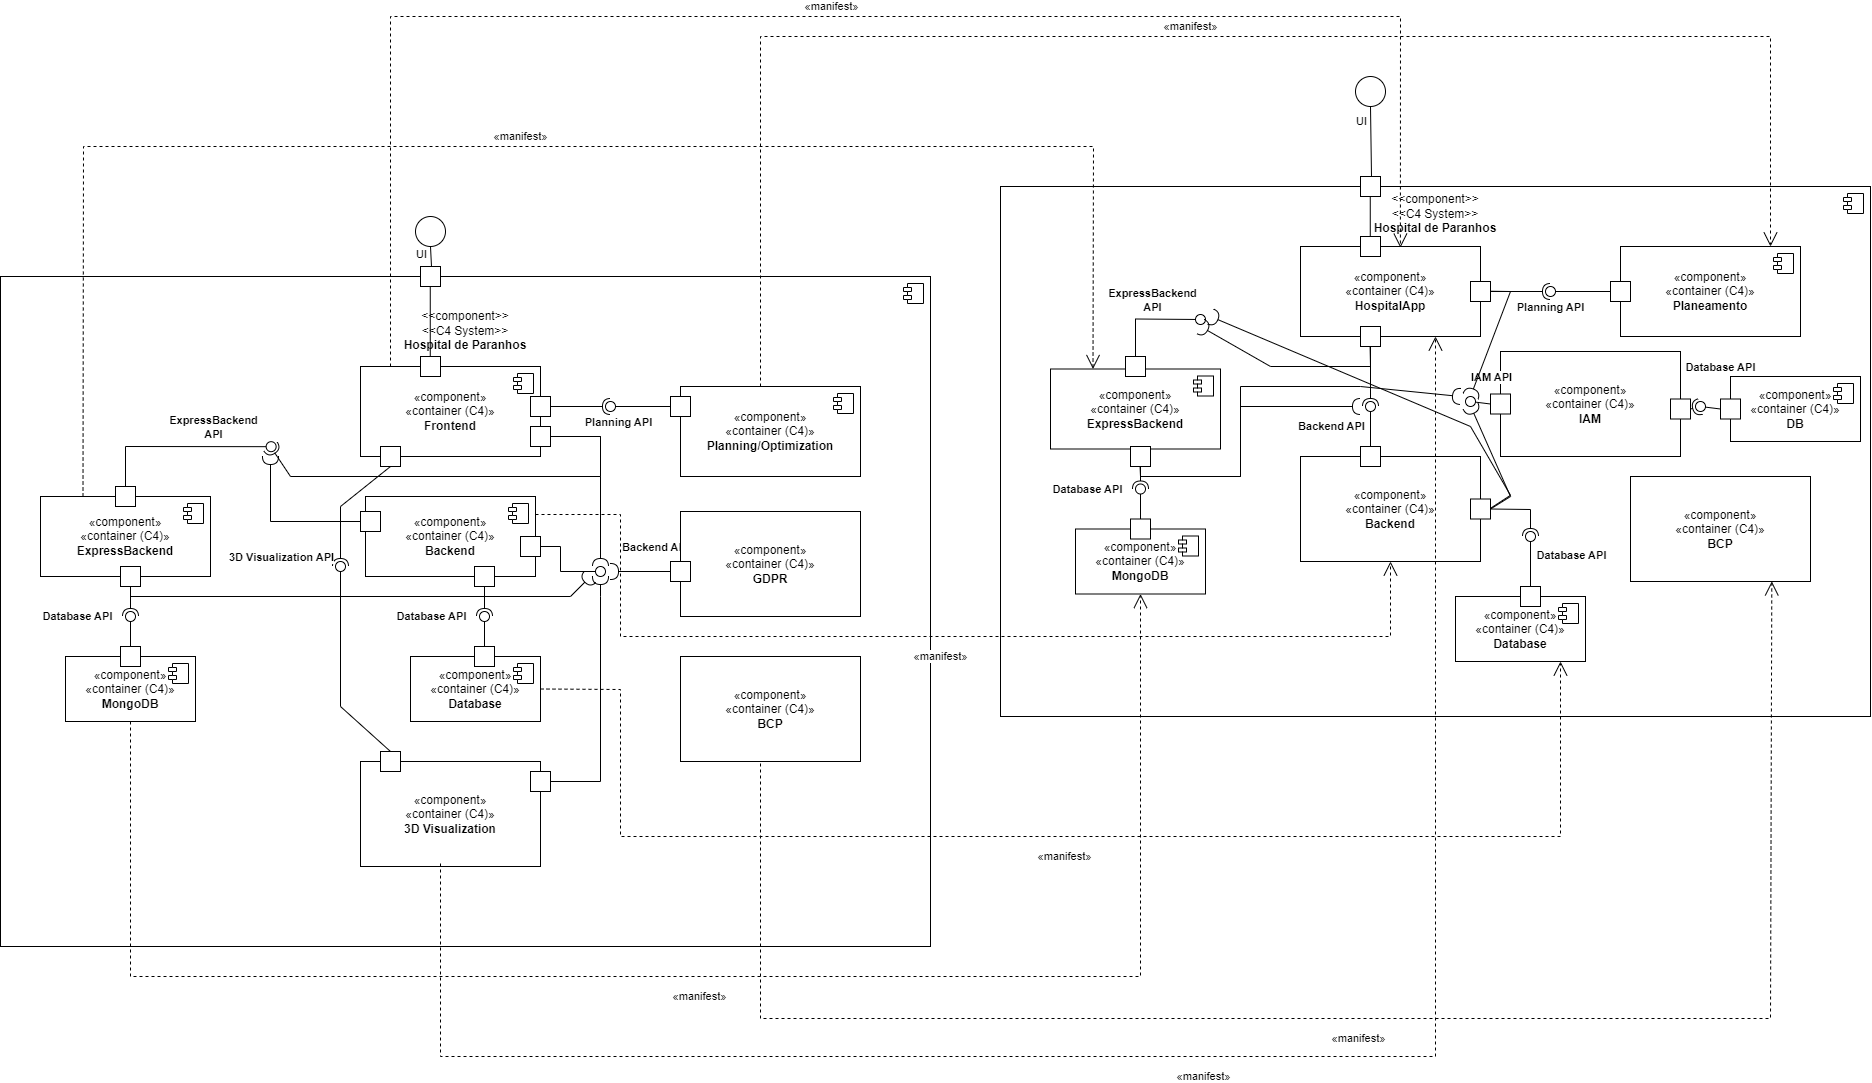 «manifest»
«manifest»
«manifest»
UI
<<component>>
<<C4 System>>
Hospital de Paranhos
«component»
«container (C4)»
Frontend
Planning API
«component»
«container (C4)»
Planning/Optimization
ExpressBackend
API
«component»
«container (C4)»
ExpressBackend
«component»
«container (C4)»
Backend
3D Visualization API
Backend AI
«component»
«container (C4)»
GDPR
Database API
Database API
«component»
«container (C4)»
MongoDB
«component»
«container (C4)»
Database
«component»
«container (C4)»
BCP
«component»
«container (C4)»
3D Visualization
UI
<<component>>
<<C4 System>>
Hospital de Paranhos
«component»
«container (C4)»
HospitalApp
Planning API
«component»
«container (C4)»
Planeamento
ExpressBackend
API
«component»
«container (C4)»
ExpressBackend
IAM API
«component»
«container (C4)»
IAM
Database API
«component»
«container (C4)»
DB
Backend API
Database API
«component»
«container (C4)»
Backend
«component»
«container (C4)»
BCP
«component»
«container (C4)»
MongoDB
Database API
«component»
«container (C4)»
Database
«manifest»
«manifest»
«manifest»
«manifest»
«manifest»